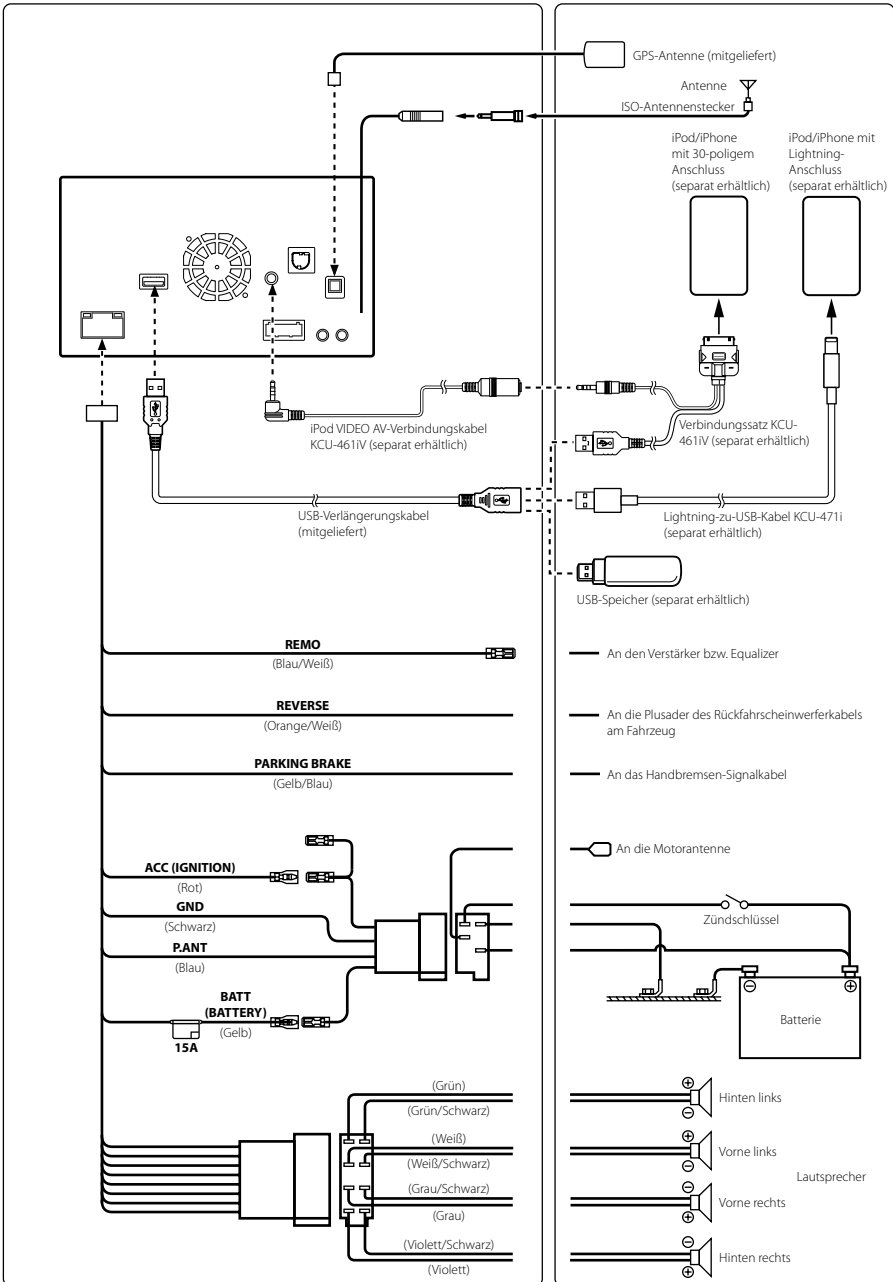 GPS-Antenne (mitgeliefert)
Antenne
ISO-Antennenstecker
iPod/iPhone
mit 30-poligem
Anschluss
(separat erhältlich)
iPod/iPhone mit
Lightning-
Anschluss
(separat erhältlich)
iPod VIDEO AV-Verbindungkabel
KCU-461iV (separat erhältlich)
Verbindungssatz KCU-
461iV (separat erhältlich)
USB-Verlängerungskabel
(mitgeliefert)
Lightning-zu-USB-Kabel KCU-471i
(separat erhältlich)
USB-Speicher (separat erhältlich)
REMO
(Blau/Weiß)
An den Verstärker bzw. Equalizer
REVERSE
(Orange/Weiß)
An die Plusader des Rückfahrscheinwerferkabels
am Fahrzeug
PARKING BRAKE
(Gelb/Blau)
An das Handbremsen-Signalkabel
An die Motorantenne
ACC (IGNITION)
(Rot)
Zündschlüssel
GND
(Schwarz)
P.ANT
(Blau)
BATT
(BATTERY)
(Gelb)
15A
⊖ ⊕
Batterie
(Grün)
(Grün/Schwarz)
⊕
⊖
Hinten links
(Weiß)
(Weiß/Schwarz)
⊕
⊖
Vorne links
Lautsprecher
(Grau/Schwarz)
(Grau)
⊖
⊕
Vorne rechts
(Violett/Schwarz)
(Violett)
⊖
⊕
Hinten rechts